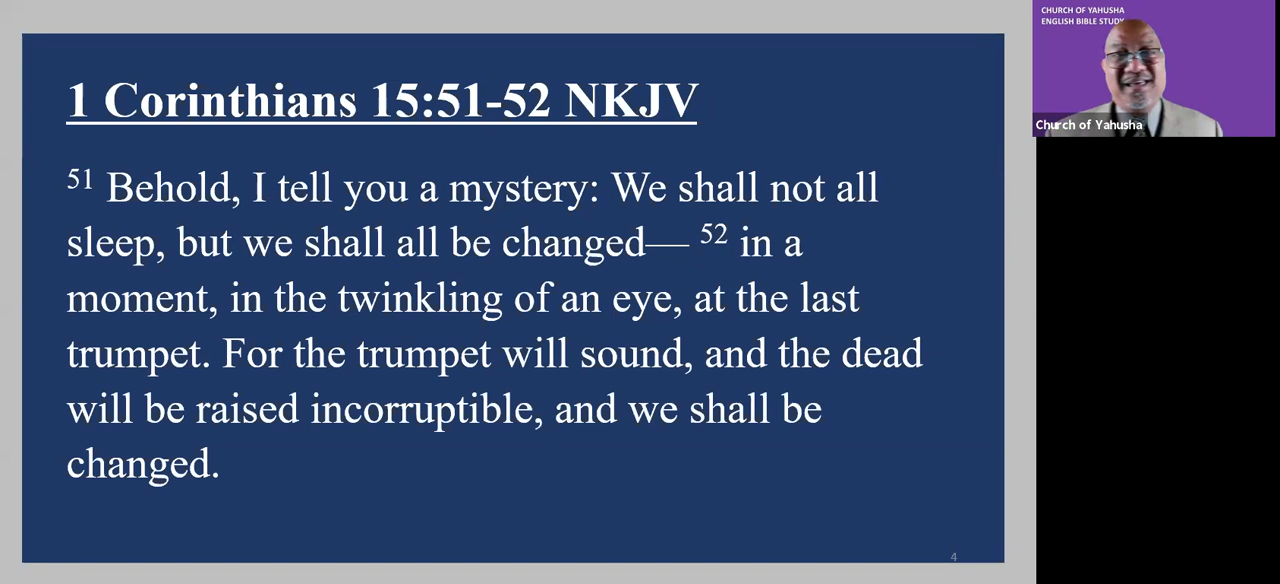 1 Corinthians 15:51-52 NKJV
51 Behold, I tell you a mystery: We shall not all
sleep, but we shall all be changed— 52 in a
moment, in the twinkling of an eye, at the last
trumpet. For the trumpet will sound, and the dead
will be raised incorruptible, and we shall be
changed.
4
CHURCH OF YAHUSHA
ENGLISH BIBLE STUDY
Church of Yahusha